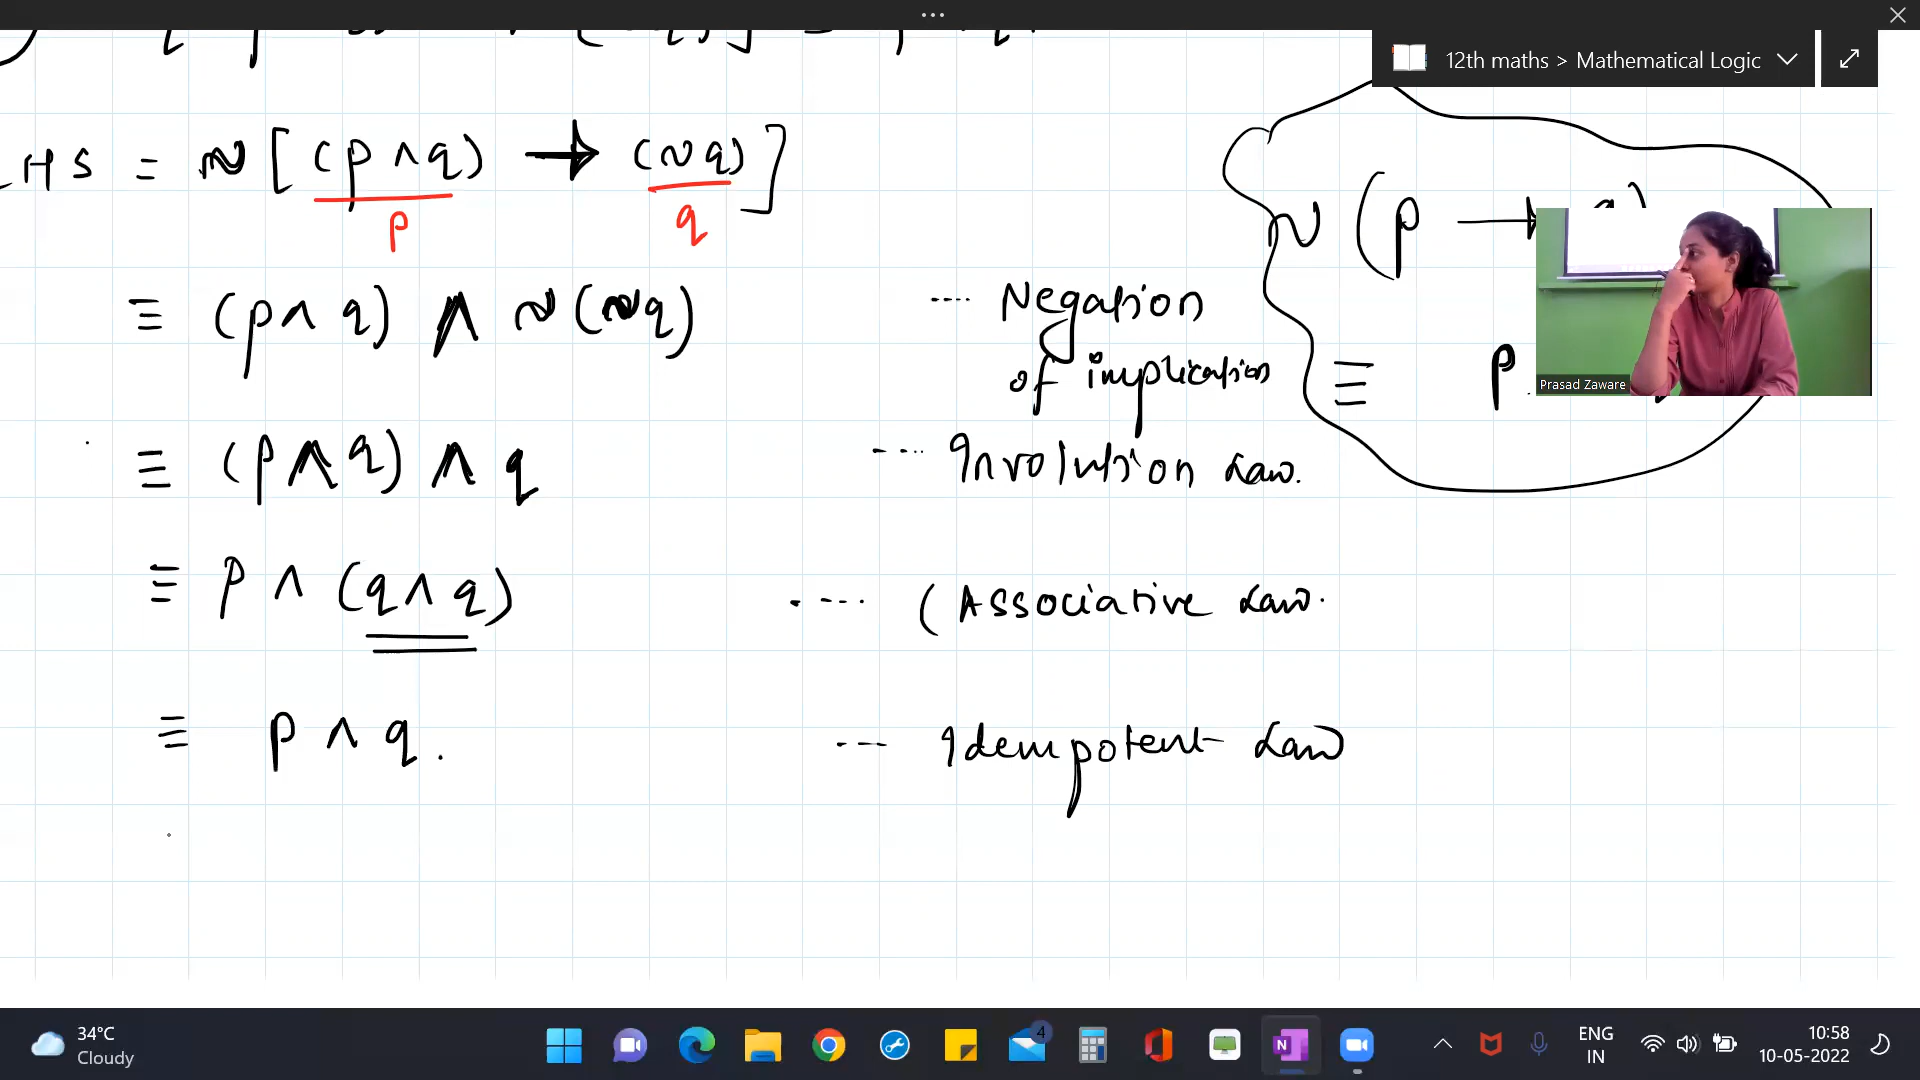 12th maths > Mathematical Logic
LHS = ~ [ (p ∧ q) → (~q) ]
p q
~ (p →
≡ (p ∧ q) ∧ ~ (~q) ---- Negation
of implication
≡ p
Prasad Zaware
≡ (p ∧ q) ∧ q ---- Involution Law.
≡ p ∧ (q ∧ q) ---- (Associative Law.
≡ p ∧ q. --- Idempotent Law
34°C
Cloudy
4
ENG
IN
10:58
10-05-2022